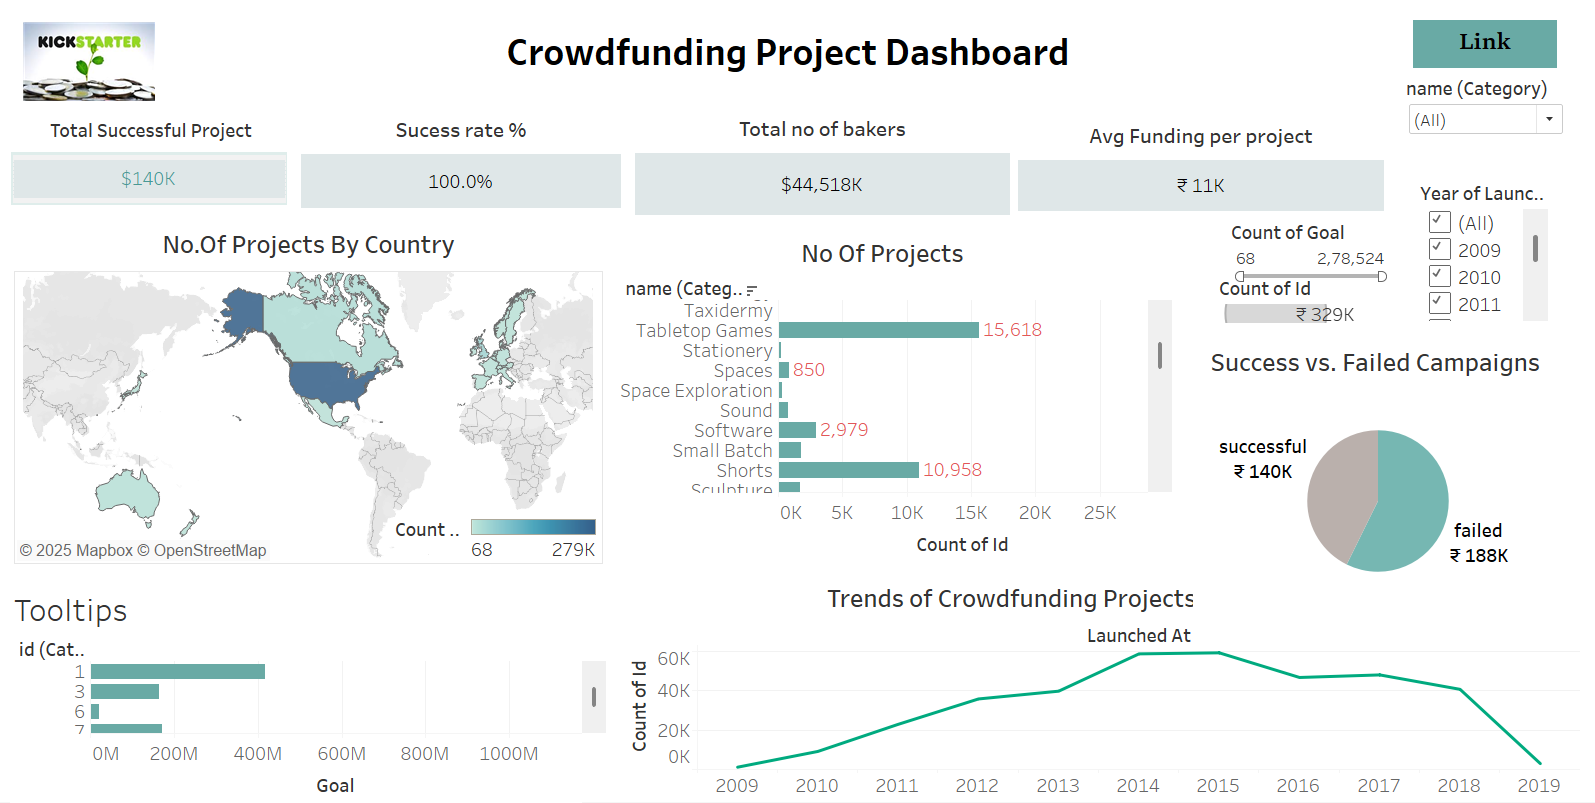 KICKSTARTER
Crowdfunding Project Dashboard
Link
name (Category)
(All)
Total Successful Project
Sucess rate %
Total no of bakers
Avg Funding per project
$140K
100.0%
$44,518K
₹ 11K
Year of Launc..
(All)
2009
2010
2011
Count of Goal
68
2,78,524
Count of Id
₹ 329K
No.Of Projects By Country
© 2025 Mapbox © OpenStreetMap
Count ..
68
279K
No Of Projects
name (Categ..
Taxidermy
Tabletop Games
15,618
Stationery
Spaces
850
Space Exploration
Sound
Software
2,979
Small Batch
Shorts
10,958
Sculpture
0K
5K
10K
15K
20K
25K
Count of Id
Success vs. Failed Campaigns
successful
₹ 140K
failed
₹ 188K
Tooltips
id (Cat..
1
3
6
7
0M
200M
400M
600M
800M
1000M
Goal
Trends of Crowdfunding Projects
Launched At
Count of Id
60K
40K
20K
0K
2009
2010
2011
2012
2013
2014
2015
2016
2017
2018
2019